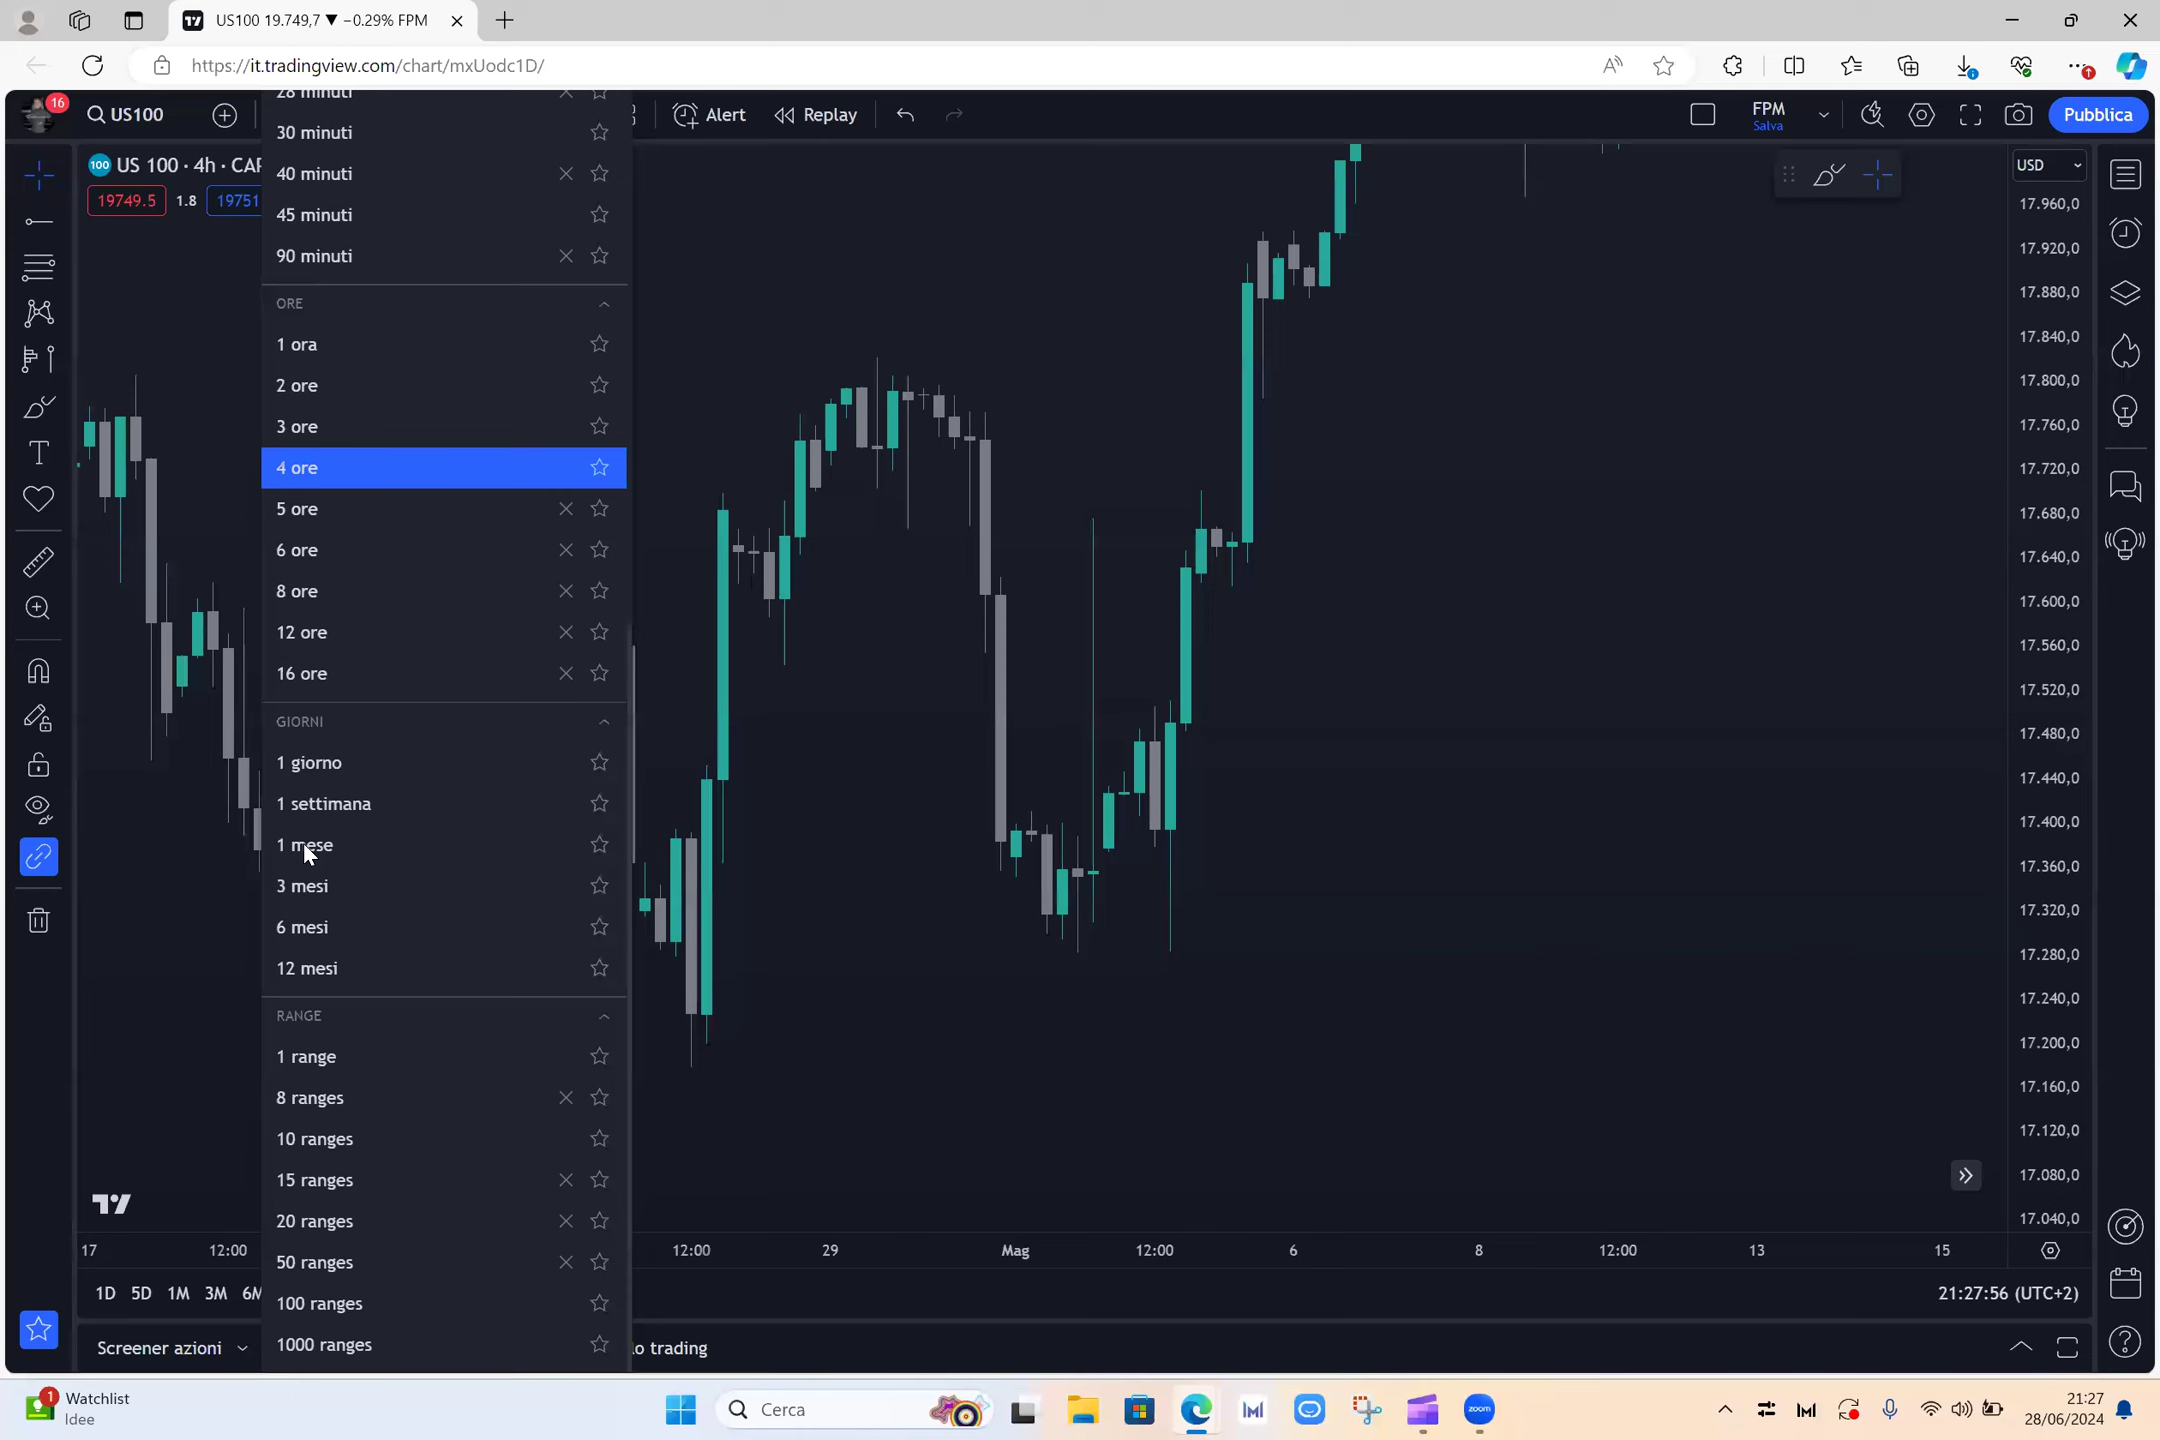 US100 19.749,7 ▼ −0.29% FPM
https://it.tradingview.com/chart/mxUodc1D/
16
US100
28 minuti
Alert
Replay
FPM
Salva
Pubblica
100
US 100 · 4h · CAP
19749.5
1.8
19751
USD
30 minuti
40 minuti
45 minuti
90 minuti
ORE
1 ora
2 ore
3 ore
4 ore
5 ore
6 ore
8 ore
12 ore
16 ore
GIORNI
1 giorno
1 settimana
1 mese
3 mesi
6 mesi
12 mesi
RANGE
1 range
8 ranges
10 ranges
15 ranges
20 ranges
50 ranges
100 ranges
1000 ranges
17.960,0
17.920,0
17.880,0
17.840,0
17.800,0
17.760,0
17.720,0
17.680,0
17.640,0
17.600,0
17.560,0
17.520,0
17.480,0
17.440,0
17.400,0
17.360,0
17.320,0
17.280,0
17.240,0
17.200,0
17.160,0
17.120,0
17.080,0
17.040,0
17 12:00 12:00 29 Mag 12:00 6 8 12:00 13 15
1D 5D 1M 3M 6M
21:27:56 (UTC+2)
Screener azioni
o trading
1
Watchlist
Idee
Cerca
zoom
21:27
28/06/2024